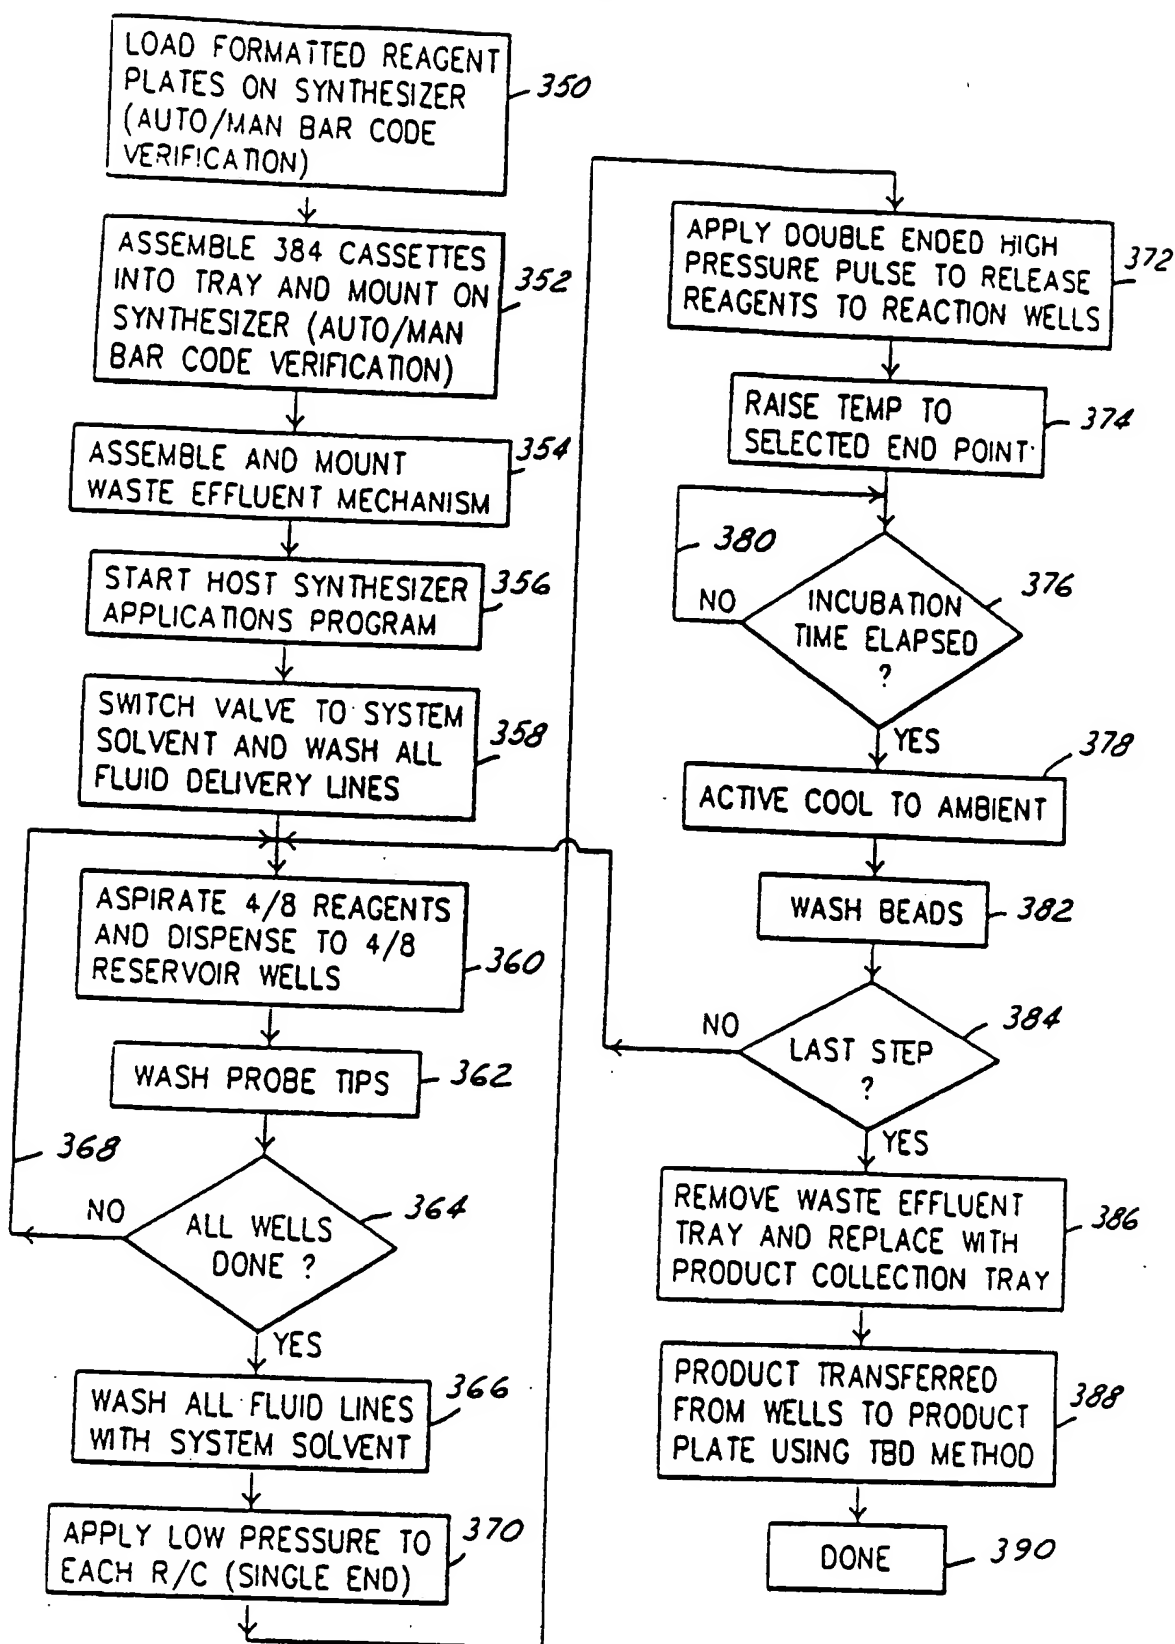 LOAD FORMATTED REAGENT
PLATES ON SYNTHESIZER
(AUTO/MAN BAR CODE
VERIFICATION)
350
ASSEMBLE 384 CASSETTES
INTO TRAY AND MOUNT ON
SYNTHESIZER (AUTO/MAN
BAR CODE VERIFICATION)
352
ASSEMBLE AND MOUNT
WASTE EFFLUENT MECHANISM
354
START HOST SYNTHESIZER
APPLICATIONS PROGRAM
356
SWITCH VALVE TO SYSTEM
SOLVENT AND WASH ALL
FLUID DELIVERY LINES
358
ASPIRATE 4/8 REAGENTS
AND DISPENSE TO 4/8
RESERVOIR WELLS
360
WASH PROBE TIPS
362
368
NO
ALL WELLS
DONE ?
364
YES
WASH ALL FLUID LINES
WITH SYSTEM SOLVENT
366
APPLY LOW PRESSURE TO
EACH R/C (SINGLE END)
370
APPLY DOUBLE ENDED HIGH
PRESSURE PULSE TO RELEASE
REAGENTS TO REACTION WELLS
372
RAISE TEMP TO
SELECTED END POINT
374
380
NO
INCUBATION
TIME ELAPSED
?
376
YES
378
ACTIVE COOL TO AMBIENT
WASH BEADS
382
NO
LAST STEP
?
384
YES
REMOVE WASTE EFFLUENT
TRAY AND REPLACE WITH
PRODUCT COLLECTION TRAY
386
PRODUCT TRANSFERRED
FROM WELLS TO PRODUCT
PLATE USING TBD METHOD
388
DONE
390